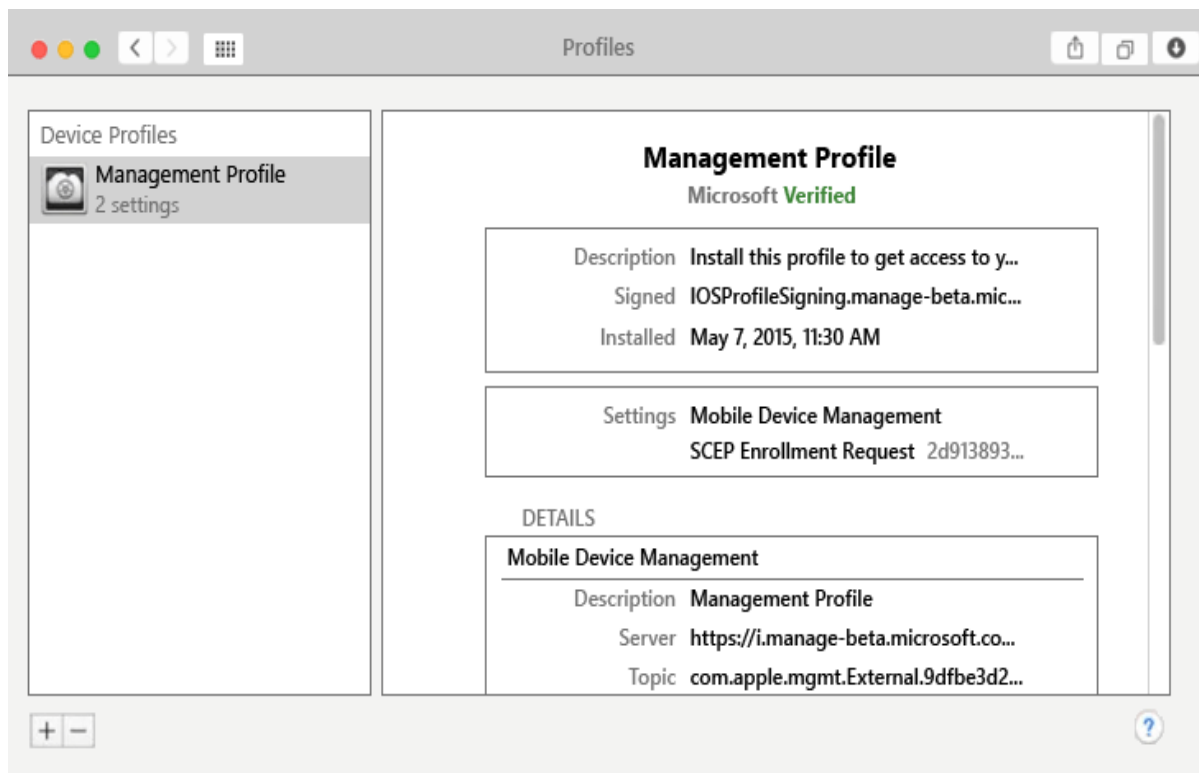 Profiles
Device Profiles
Management Profile
2 settings
Management Profile
Microsoft Verified
Description Install this profile to get access to y...
Signed IOSProfileSigning.manage-beta.mic...
Installed May 7, 2015, 11:30 AM
Settings Mobile Device Management
SCEP Enrollment Request 2d913893...
DETAILS
Mobile Device Management
Description Management Profile
Server https://i.manage-beta.microsoft.co...
Topic com.apple.mgmt.External.9dfbe3d2...
+ −
?